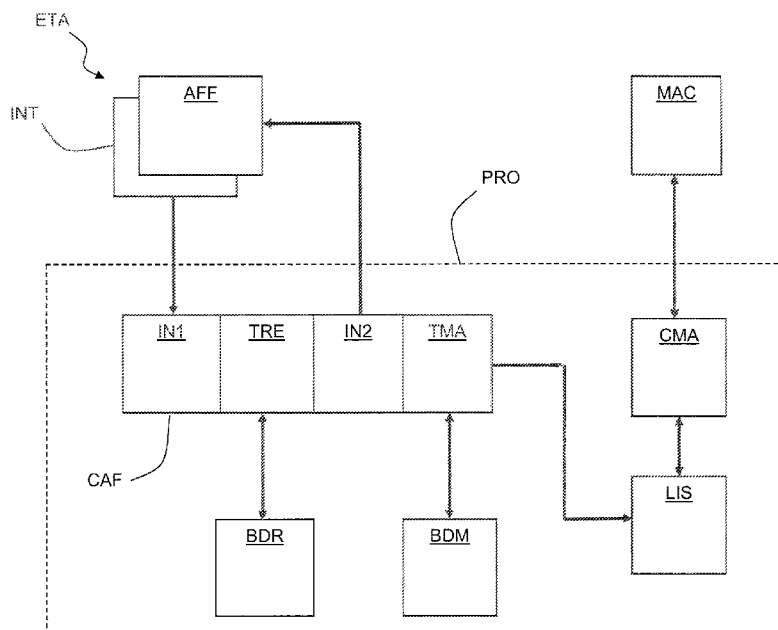 ETA
AFF
MAC
INT
PRO
IN1
TRE
IN2
TMA
CMA
CAF
LIS
BDR
BDM